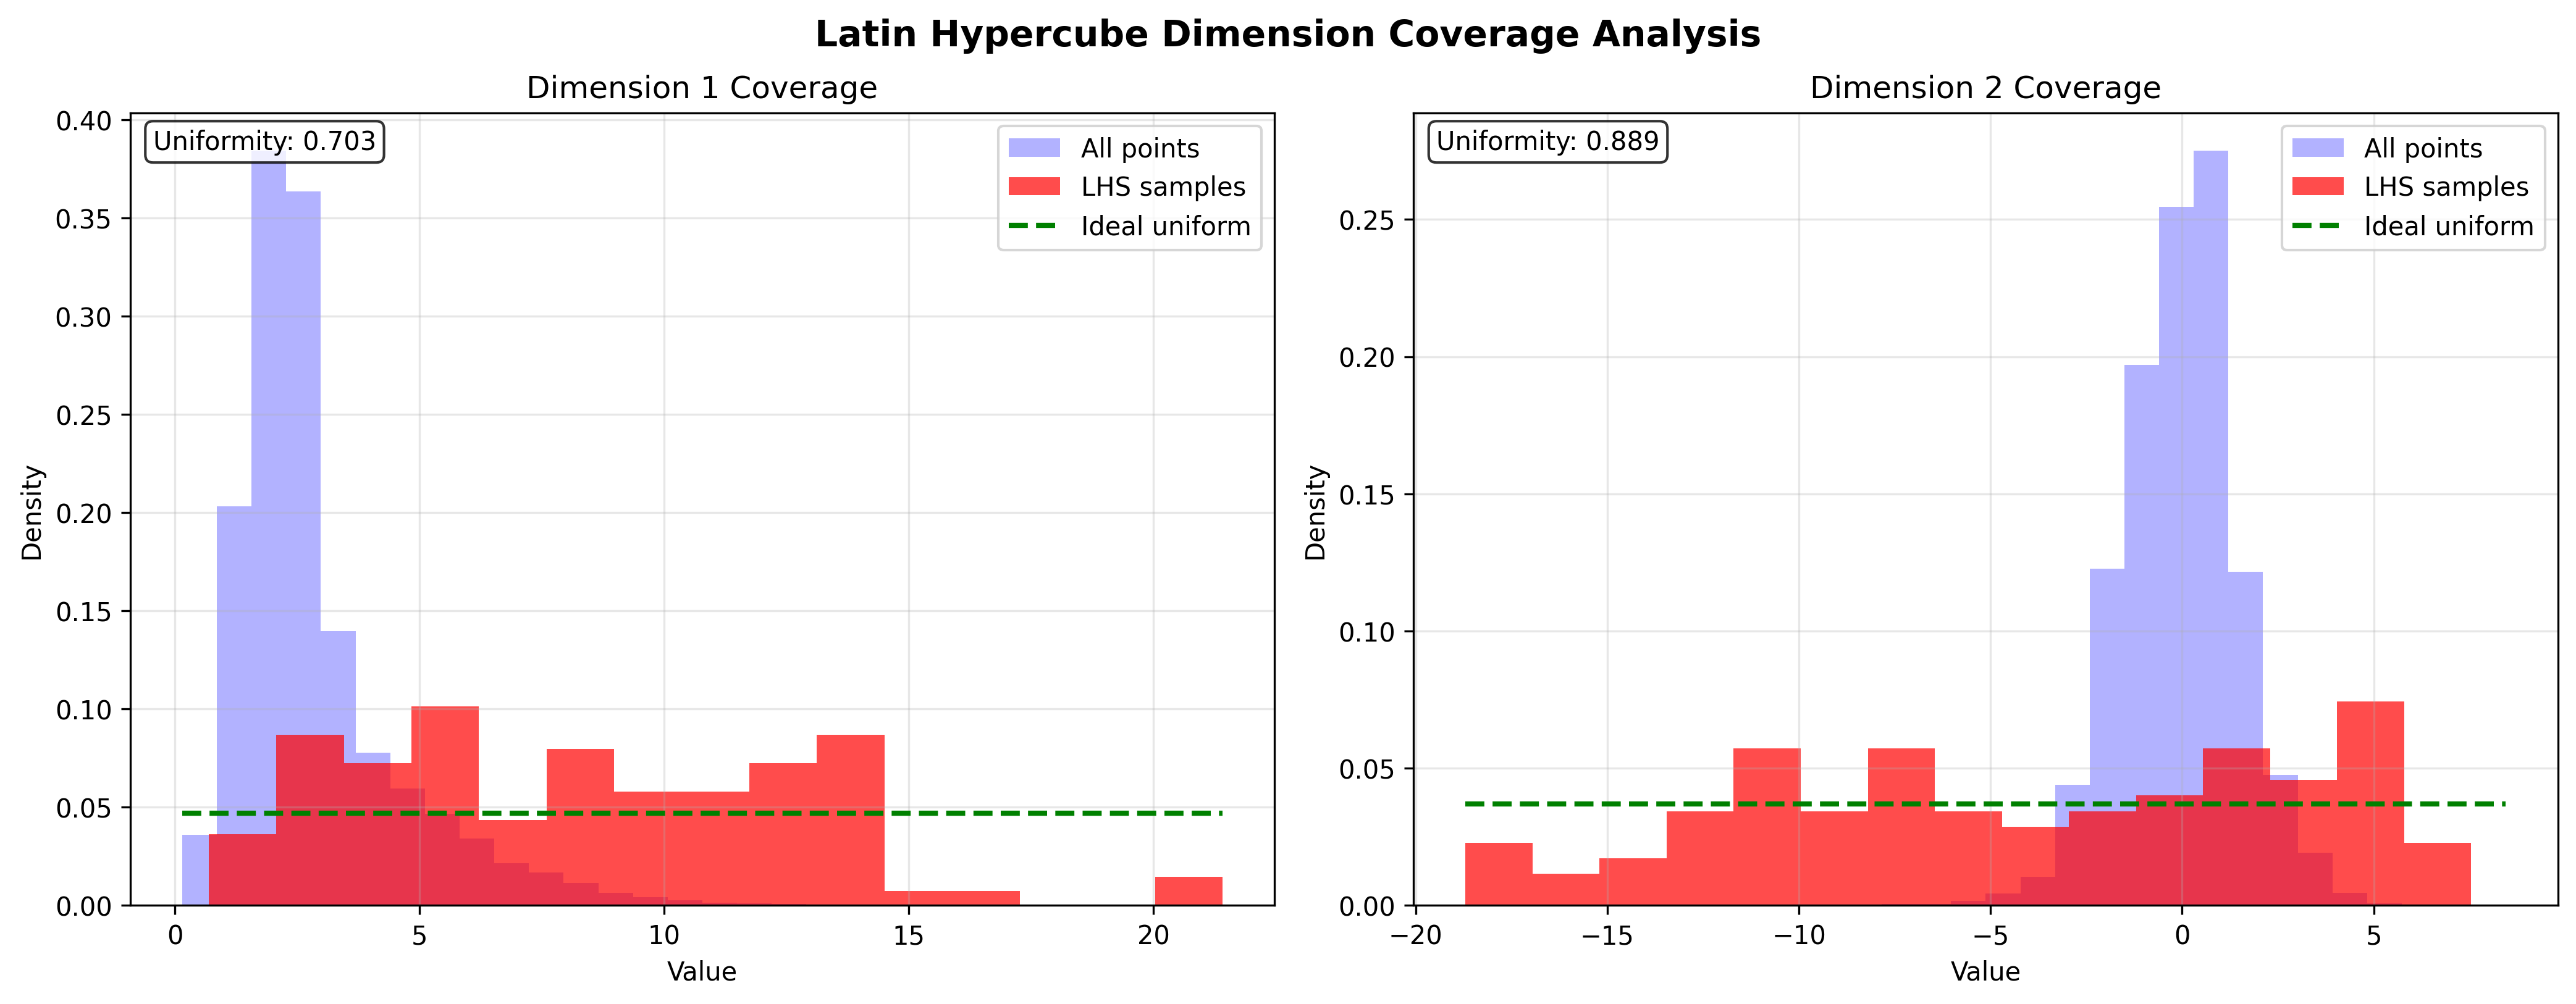 Latin Hypercube Dimension Coverage Analysis
Dimension 1 Coverage
Uniformity: 0.703
All points
LHS samples
Ideal uniform
0.40
0.35
0.30
0.25
0.20
0.15
0.10
0.05
0.00
Density
0 5 10 15 20
Value
Dimension 2 Coverage
Uniformity: 0.889
All points
LHS samples
Ideal uniform
0.25
0.20
0.15
0.10
0.05
0.00
Density
−20 −15 −10 −5 0 5
Value